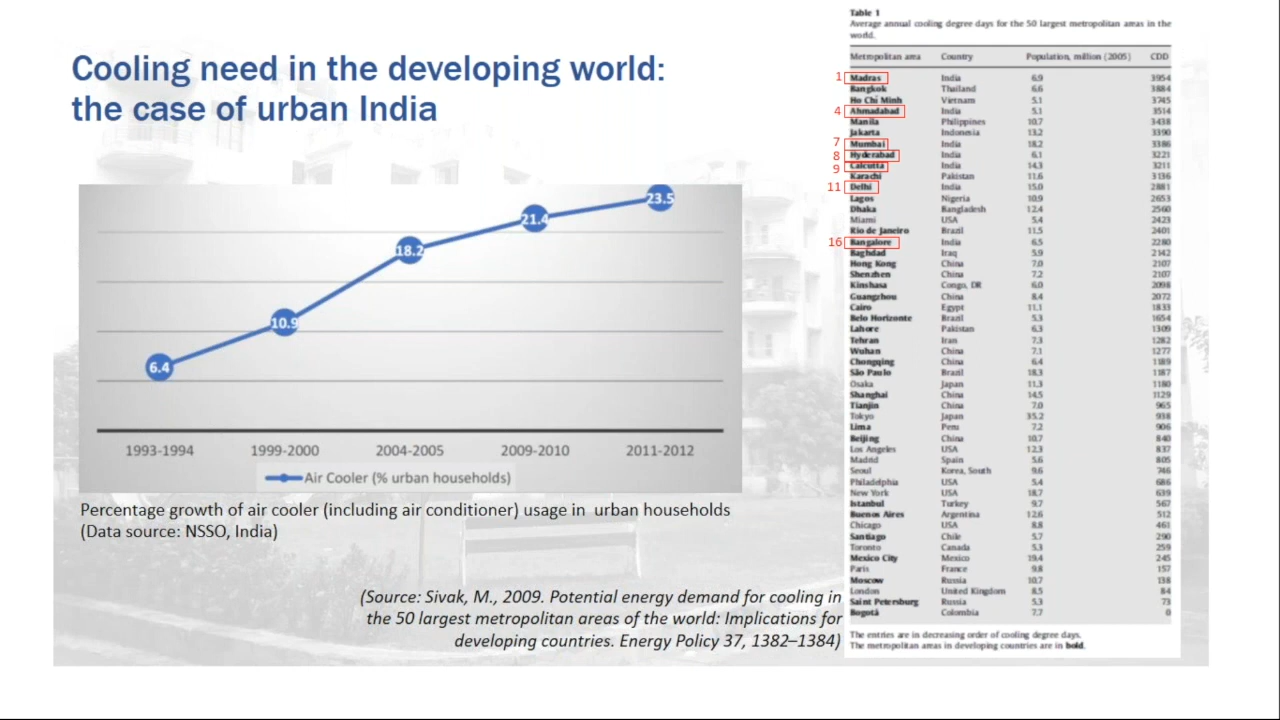 Cooling need in the developing world:
the case of urban India
23.5
21.4
18.2
10.9
6.4
1993-1994 1999-2000 2004-2005 2009-2010 2011-2012
Air Cooler (% urban households)
Percentage growth of air cooler (including air conditioner) usage in urban households
(Data source: NSSO, India)
(Source: Sivak, M., 2009. Potential energy demand for cooling in
the 50 largest metropolitan areas of the world: Implications for
developing countries. Energy Policy 37, 1382–1384)
Table 1
Average annual cooling degree days for the 50 largest metropolitan areas in the
world.
Metropolitan area Country Population, million (2005) CDD
1 Madras India 6.9 3954
Bangkok Thailand 6.6 3884
Ho Chi Minh Vietnam 5.1 3745
4 Ahmadabad India 5.1 3514
Manila Philippines 10.7 3438
Jakarta Indonesia 13.2 3390
7 Mumbai India 18.2 3386
8 Hyderabad India 6.1 3221
9 Calcutta India 14.3 3211
Karachi Pakistan 11.6 3136
11 Delhi India 15.0 2881
Lagos Nigeria 10.9 2653
Dhaka Bangladesh 12.4 2560
Miami USA 5.4 2423
Rio de Janeiro Brazil 11.5 2401
16 Bangalore India 6.5 2280
Baghdad Iraq 5.9 2142
Hong Kong China 7.0 2107
Shenzhen China 7.2 2107
Kinshasa Congo, DR 6.0 2098
Guangzhou China 8.4 2072
Cairo Egypt 11.1 1833
Belo Horizonte Brazil 5.3 1654
Lahore Pakistan 6.3 1309
Tehran Iran 7.3 1282
Wuhan China 7.1 1277
Chongqing China 6.4 1189
São Paulo Brazil 18.3 1187
Osaka Japan 11.3 1180
Shanghai China 14.5 1129
Tianjin China 7.0 965
Tokyo Japan 35.2 938
Lima Peru 7.2 906
Beijing China 10.7 840
Los Angeles USA 12.3 837
Madrid Spain 5.6 805
Seoul Korea, South 9.6 746
Philadelphia USA 5.4 686
New York USA 18.7 639
Istanbul Turkey 9.7 567
Buenos Aires Argentina 12.6 512
Chicago USA 8.8 461
Santiago Chile 5.7 290
Toronto Canada 5.3 259
Mexico City Mexico 19.4 245
Paris France 9.8 157
Moscow Russia 10.7 138
London United Kingdom 8.5 84
Saint Petersburg Russia 5.3 73
Bogotá Colombia 7.7 0
The entries are in decreasing order of cooling degree days.
The metropolitan areas in developing countries are in bold.